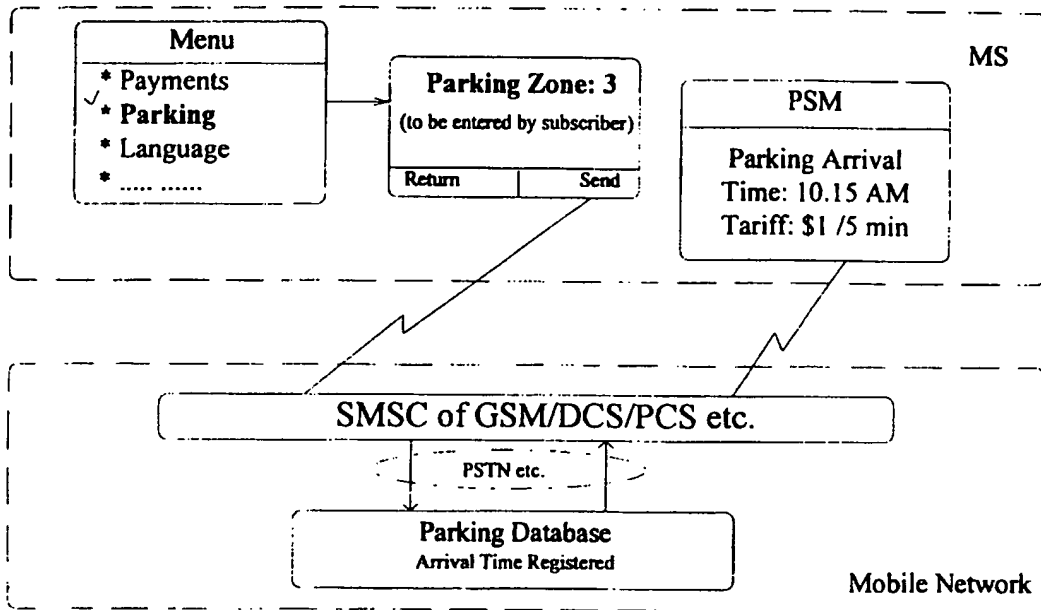 Menu
* Payments
* Parking
* Language
* ..... ......
Parking Zone: 3
(to be entered by subscriber)
Return Send
MS
PSM
Parking Arrival
Time: 10.15 AM
Tariff: $1 /5 min
SMSC of GSM/DCS/PCS etc.
PSTN etc.
Parking Database
Arrival Time Registered
Mobile Network